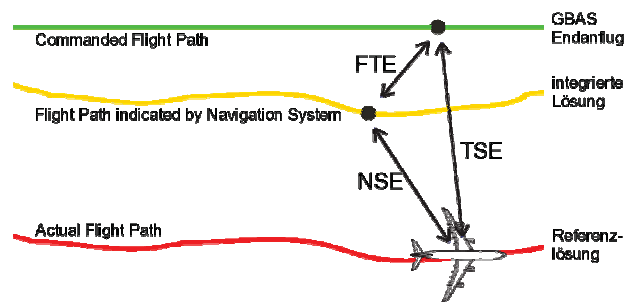 Commanded Flight Path
GBAS
Endanflug
FTE
integrierte
Lösung
Flight Path indicated by Navigation System
TSE
NSE
Actual Flight Path
Referenz-
lösung